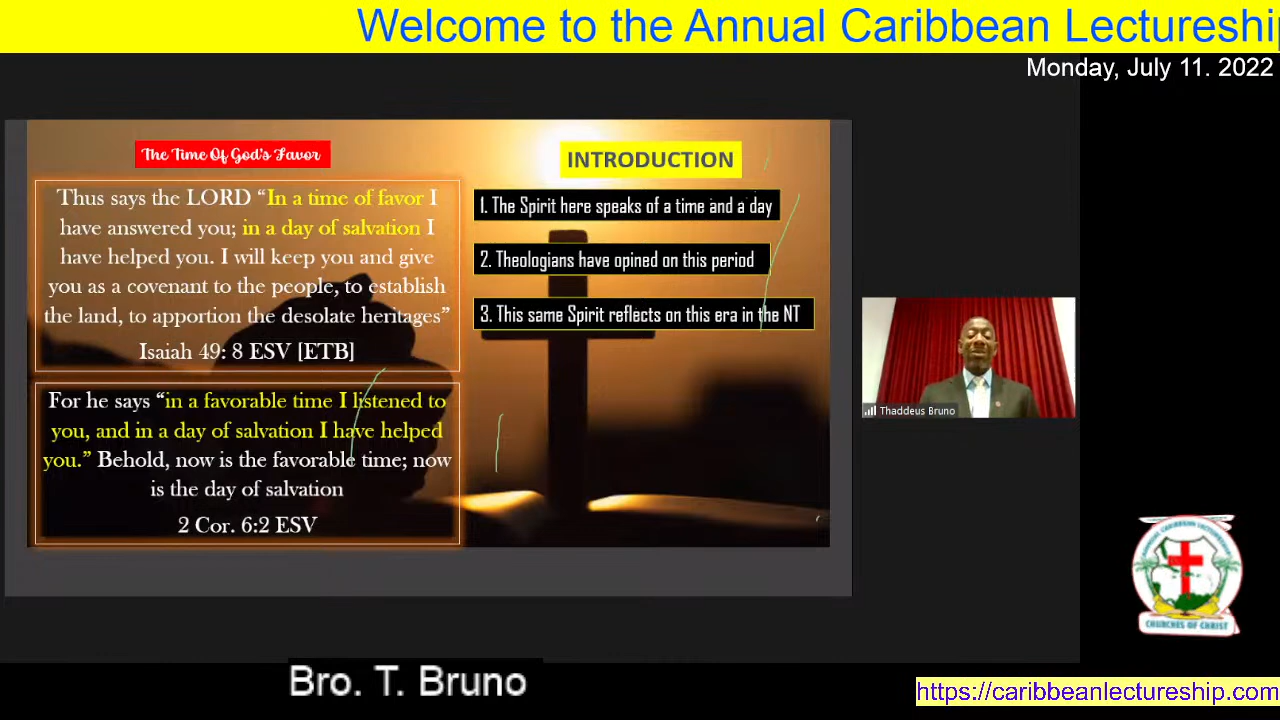 Welcome to the Annual Caribbean Lectureshi
Monday, July 11. 2022
The Time Of God's Favor
Thus says the LORD “In a time of favor I
have answered you; in a day of salvation I
have helped you. I will keep you and give
you as a covenant to the people, to establish
the land, to apportion the desolate heritages”
Isaiah 49: 8 ESV [ETB]
For he says “in a favorable time I listened to
you, and in a day of salvation I have helped
you.” Behold, now is the favorable time; now
is the day of salvation
2 Cor. 6:2 ESV
INTRODUCTION
1. The Spirit here speaks of a time and a day
2. Theologians have opined on this period
3. This same Spirit reflects on this era in the NT
Thaddeus Bruno
ANNUAL CARIBBEAN LECTURESHIP
CHURCHES OF CHRIST
Bro. T. Bruno
https://caribbeanlectureship.com